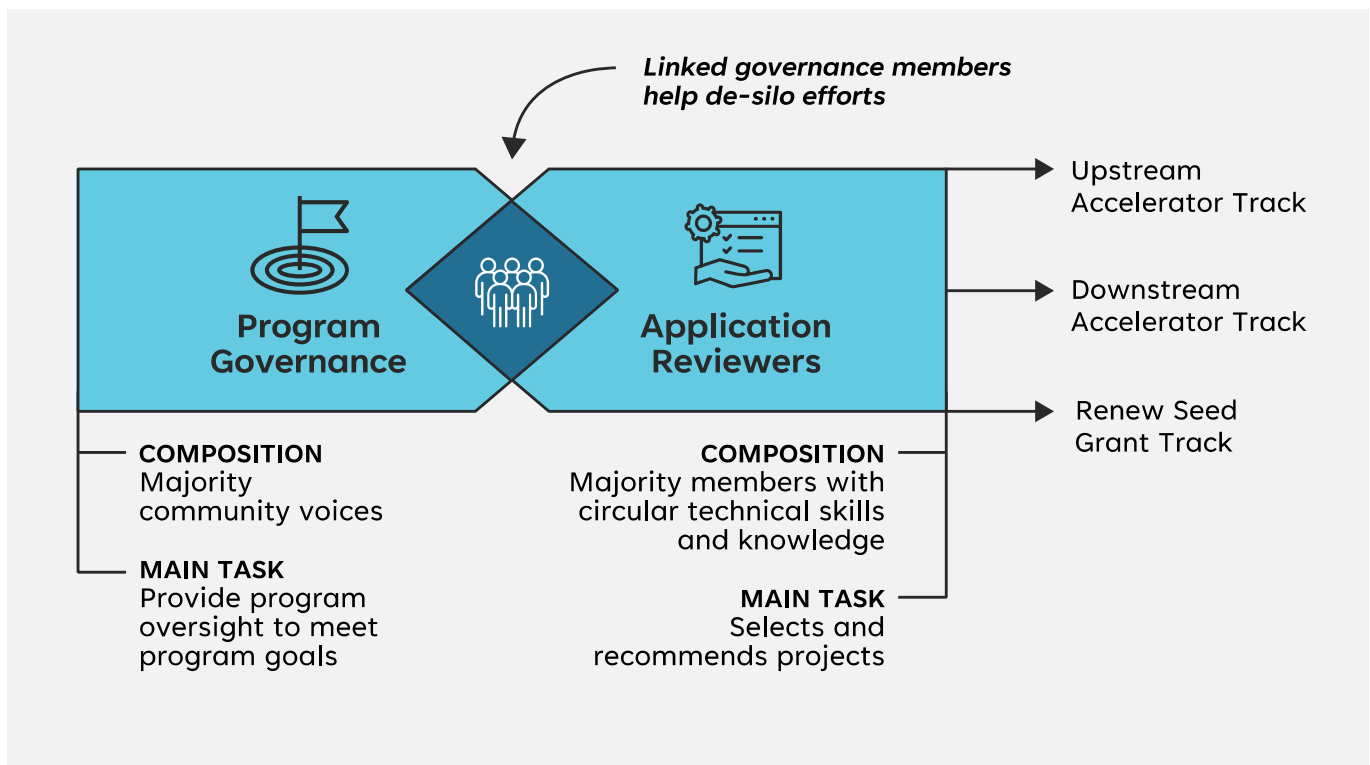 Linked governance members
help de-silo efforts
Program
Governance
Application
Reviewers
Upstream
Accelerator Track
Downstream
Accelerator Track
Renew Seed
Grant Track
COMPOSITION
Majority
community voices
MAIN TASK
Provide program
oversight to meet
program goals
COMPOSITION
Majority members with
circular technical skills
and knowledge
MAIN TASK
Selects and
recommends projects